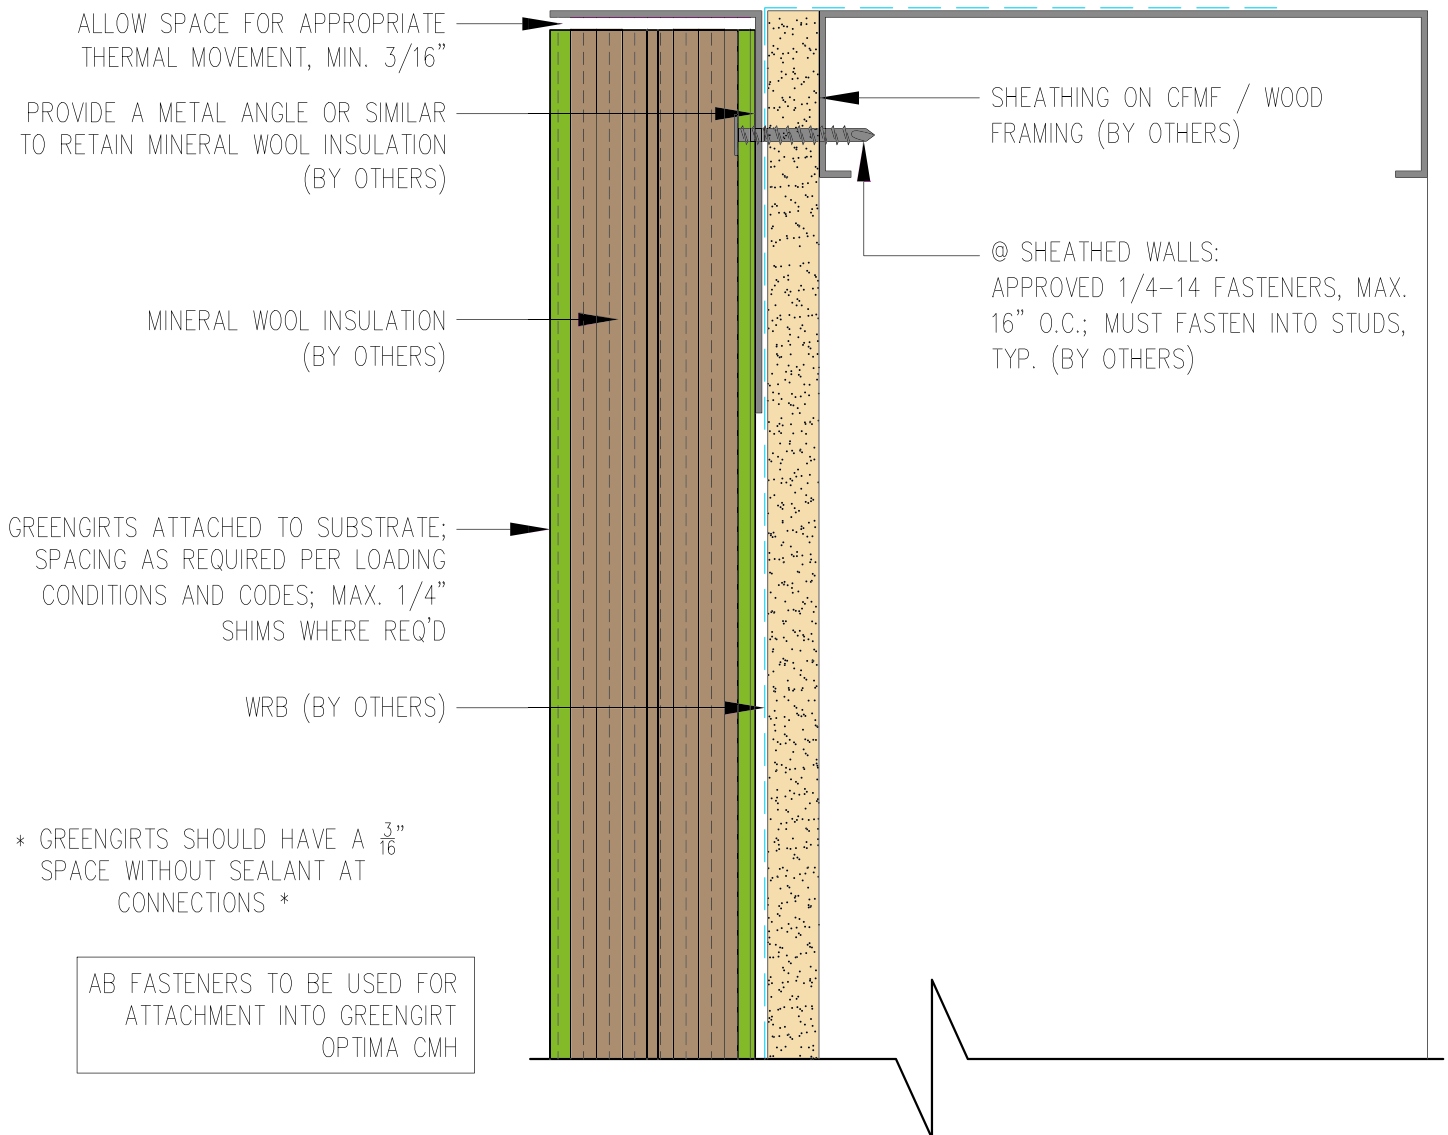 ALLOW SPACE FOR APPROPRIATE
THERMAL MOVEMENT, MIN. 3/16"
PROVIDE A METAL ANGLE OR SIMILAR
TO RETAIN MINERAL WOOL INSULATION
(BY OTHERS)
MINERAL WOOL INSULATION
(BY OTHERS)
GREENGIRTS ATTACHED TO SUBSTRATE;
SPACING AS REQUIRED PER LOADING
CONDITIONS AND CODES; MAX. 1/4"
SHIMS WHERE REQ'D
WRB (BY OTHERS)
* GREENGIRTS SHOULD HAVE A 3/16"
SPACE WITHOUT SEALANT AT
CONNECTIONS *
AB FASTENERS TO BE USED FOR
ATTACHMENT INTO GREENGIRT
OPTIMA CMH
SHEATHING ON CFMF / WOOD
FRAMING (BY OTHERS)
@ SHEATHED WALLS:
APPROVED 1/4-14 FASTENERS, MAX.
16" O.C.; MUST FASTEN INTO STUDS,
TYP. (BY OTHERS)